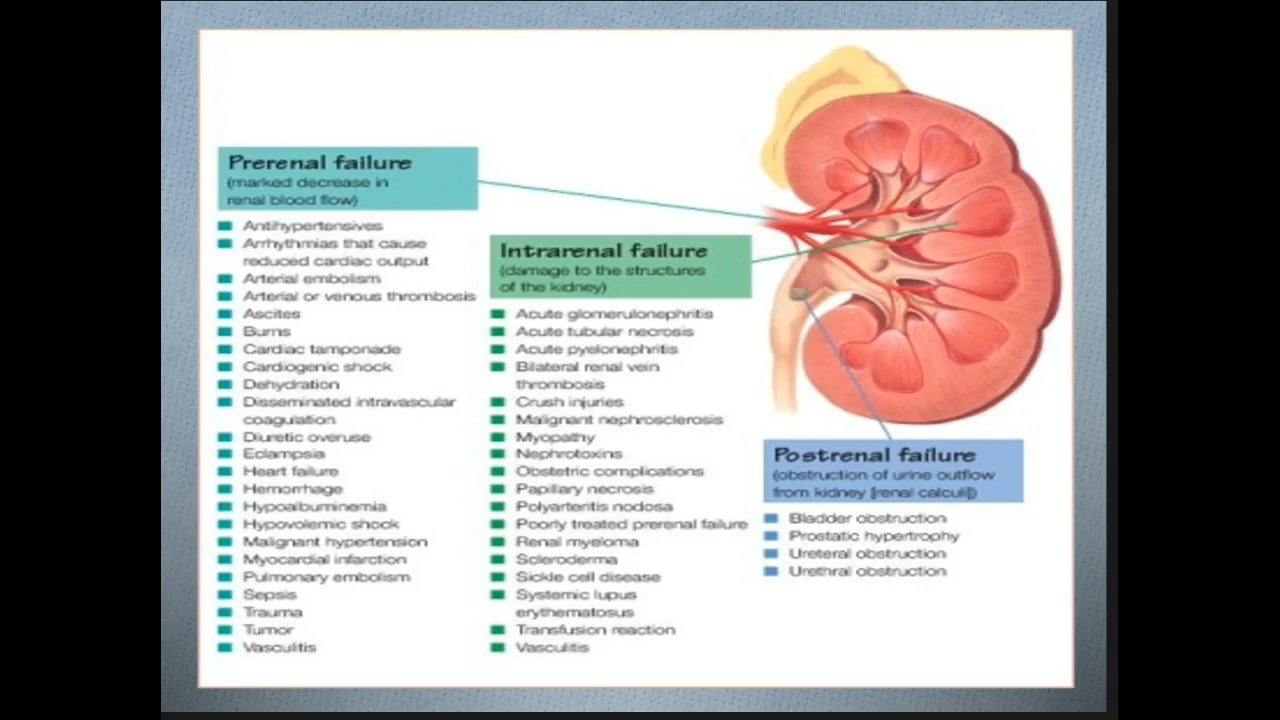 Prerenal failure
(marked decrease in
renal blood flow)
Antihypertensives
Arrhythmias that cause
reduced cardiac output
Arterial embolism
Arterial or venous thrombosis
Ascites
Burns
Cardiac tamponade
Cardiogenic shock
Dehydration
Disseminated intravascular
coagulation
Diuretic overuse
Eclampsia
Heart failure
Hemorrhage
Hypoalbuminemia
Hypovolemic shock
Malignant hypertension
Myocardial infarction
Pulmonary embolism
Sepsis
Trauma
Tumor
Vasculitis
Intrarenal failure
(damage to the structures
of the kidney)
Acute glomerulonephritis
Acute tubular necrosis
Acute pyelonephritis
Bilateral renal vein
thrombosis
Crush injuries
Malignant nephrosclerosis
Myopathy
Nephrotoxins
Obstetric complications
Papillary necrosis
Polyarteritis nodosa
Poorly treated prerenal failure
Renal myeloma
Scleroderma
Sickle cell disease
Systemic lupus
erythematosus
Transfusion reaction
Vasculitis
Postrenal failure
(obstruction of urine outflow
from kidney [renal calculi])
Bladder obstruction
Prostatic hypertrophy
Ureteral obstruction
Urethral obstruction